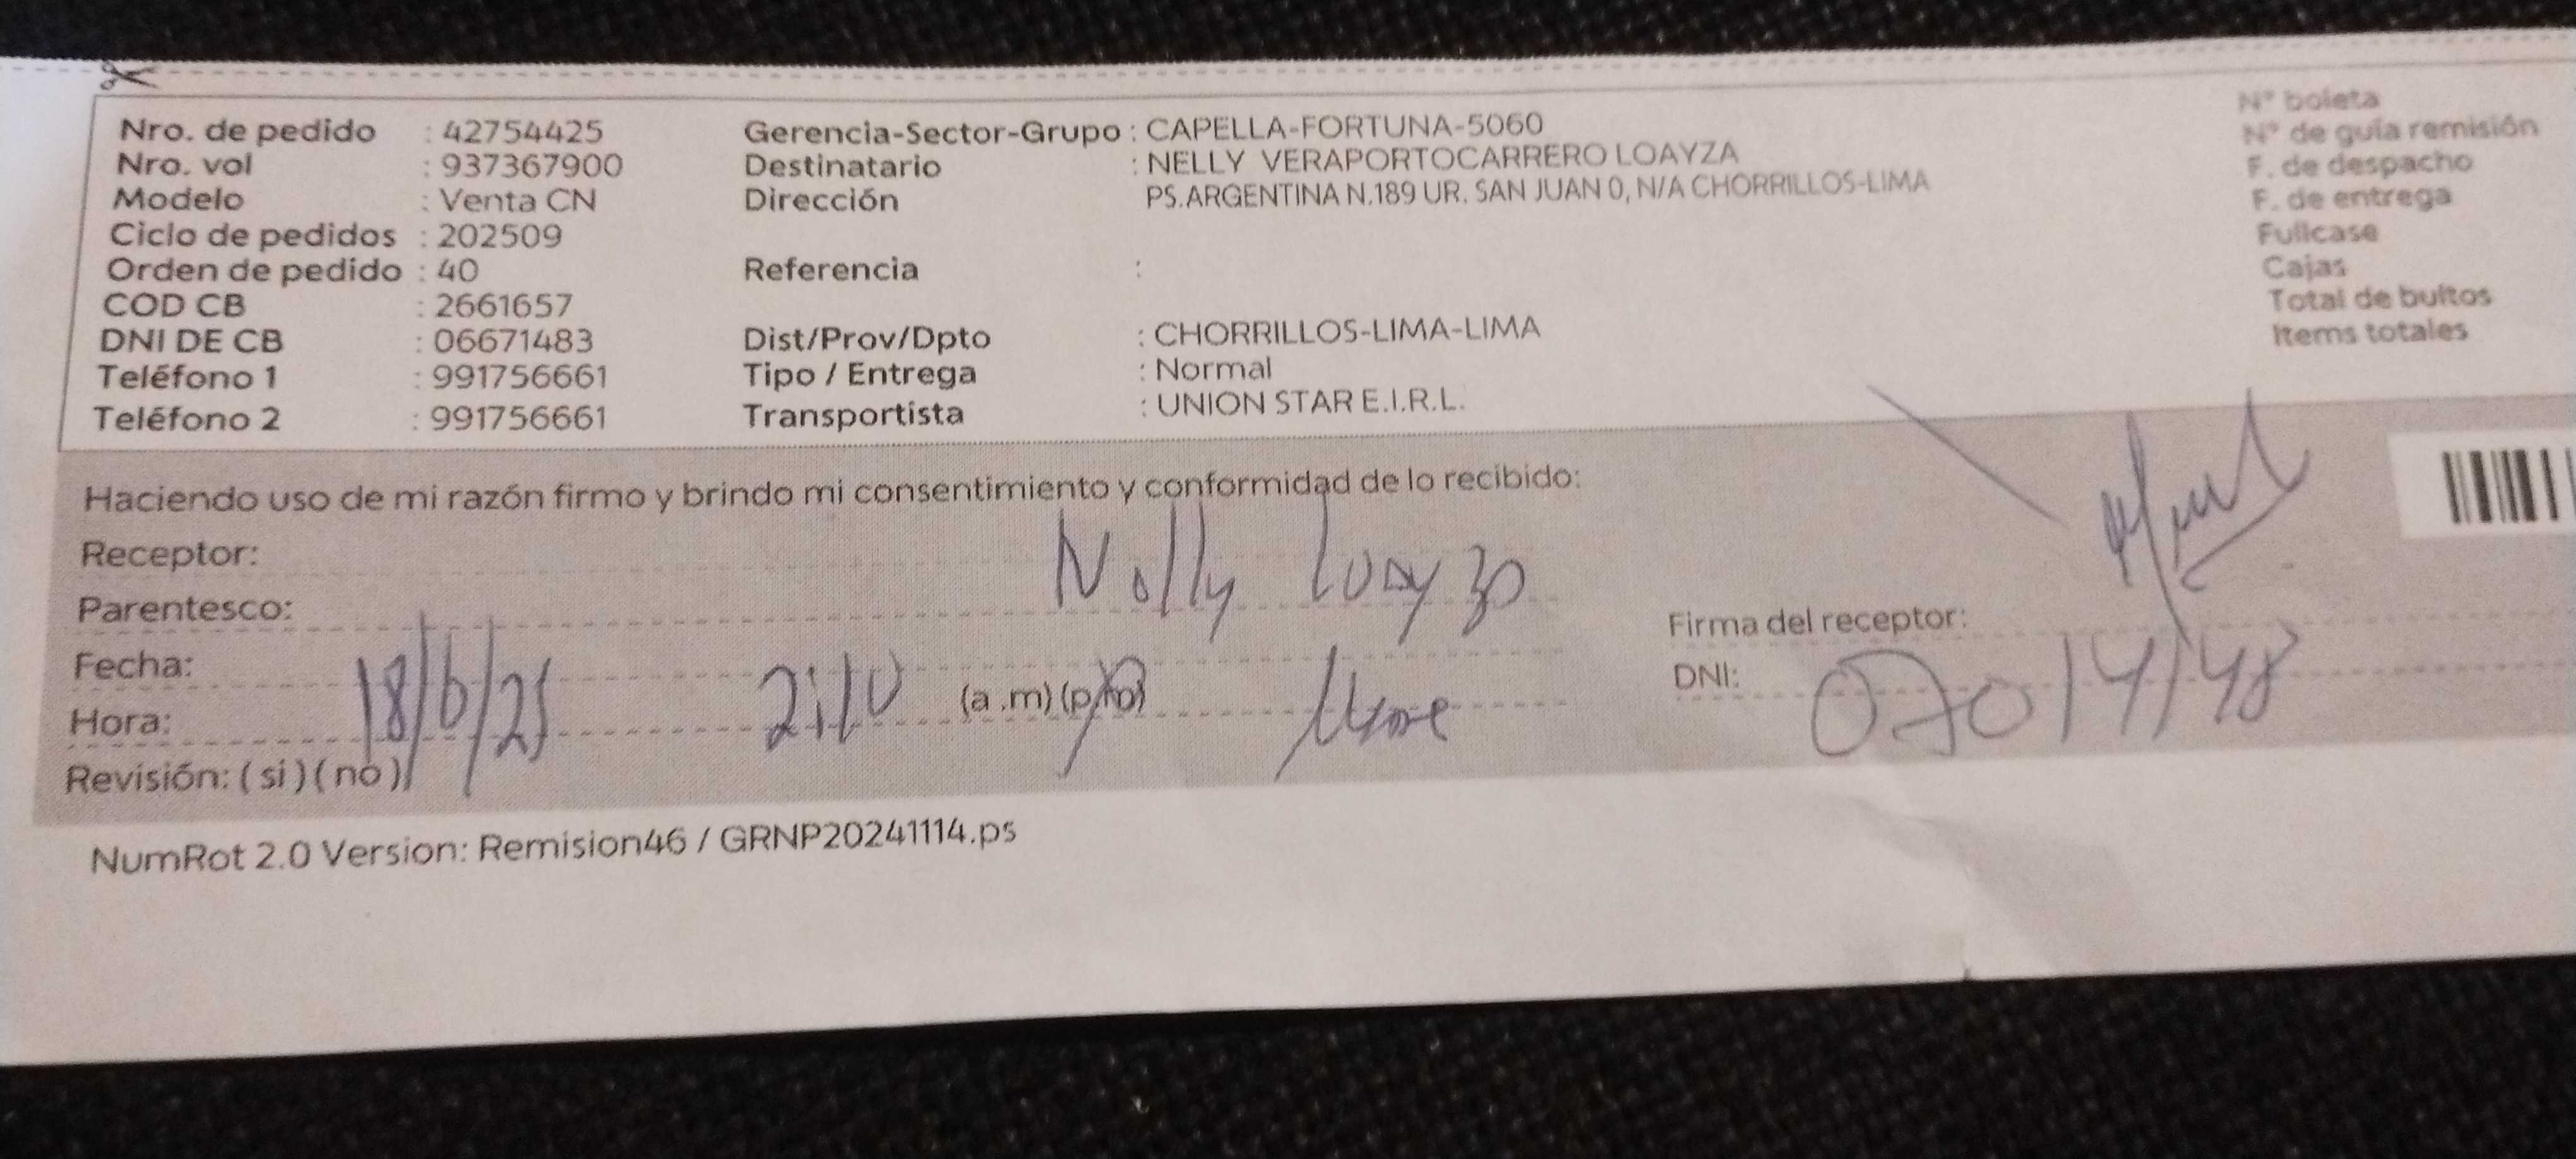 Nro. de pedido : 42754425
Nro. vol : 937367900
Modelo : Venta CN
Ciclo de pedidos : 202509
Orden de pedido : 40
COD CB : 2661657
DNI DE CB : 06671483
Teléfono 1 : 991756661
Teléfono 2 : 991756661
Gerencia-Sector-Grupo : CAPELLA-FORTUNA-5060
Destinatario : NELLY VERAPORTOCARRERO LOAYZA
Dirección PS.ARGENTINA N.189 UR. SAN JUAN 0, N/A CHORRILLOS-LIMA
Referencia :
Dist/Prov/Dpto : CHORRILLOS-LIMA-LIMA
Tipo / Entrega : Normal
Transportista : UNION STAR E.I.R.L.
N° boleta
N° de guía remisión
F. de despacho
F. de entrega
Fullcase
Cajas
Total de bultos
Items totales
Haciendo uso de mi razón firmo y brindo mi consentimiento y conformidad de lo recibido:
Receptor:
Nelly Loayza
Parentesco:
Fecha: 18/6/25
Hora: 2:10 (a .m) (p.m)
Revisión: ( si ) ( no )
Firma del receptor:
DNI:
NumRot 2.0 Version: Remision46 / GRNP20241114.ps